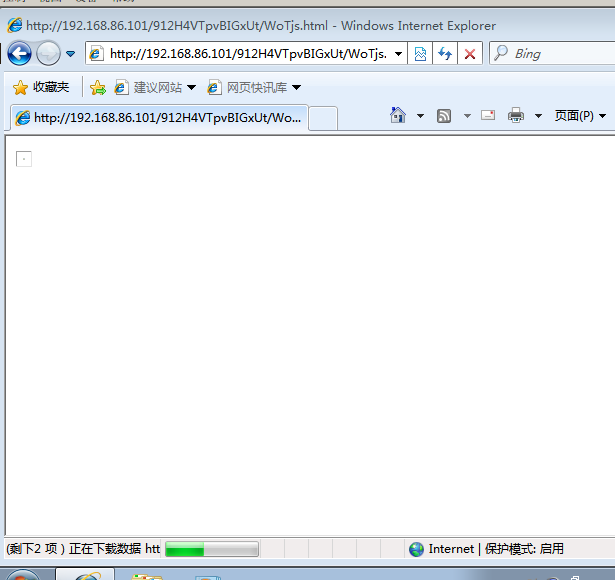 http://192.168.86.101/912H4VTpvBIGxUt/WoTjs.html - Windows Internet Explorer
http://192.168.86.101/912H4VTpvBIGxUt/WoTjs. Bing
收藏夹 建议网站 网页快讯库
http://192.168.86.101/912H4VTpvBIGxUt/Wo... 页面(P)
(剩下2 项) 正在下载数据 htt Internet | 保护模式: 启用